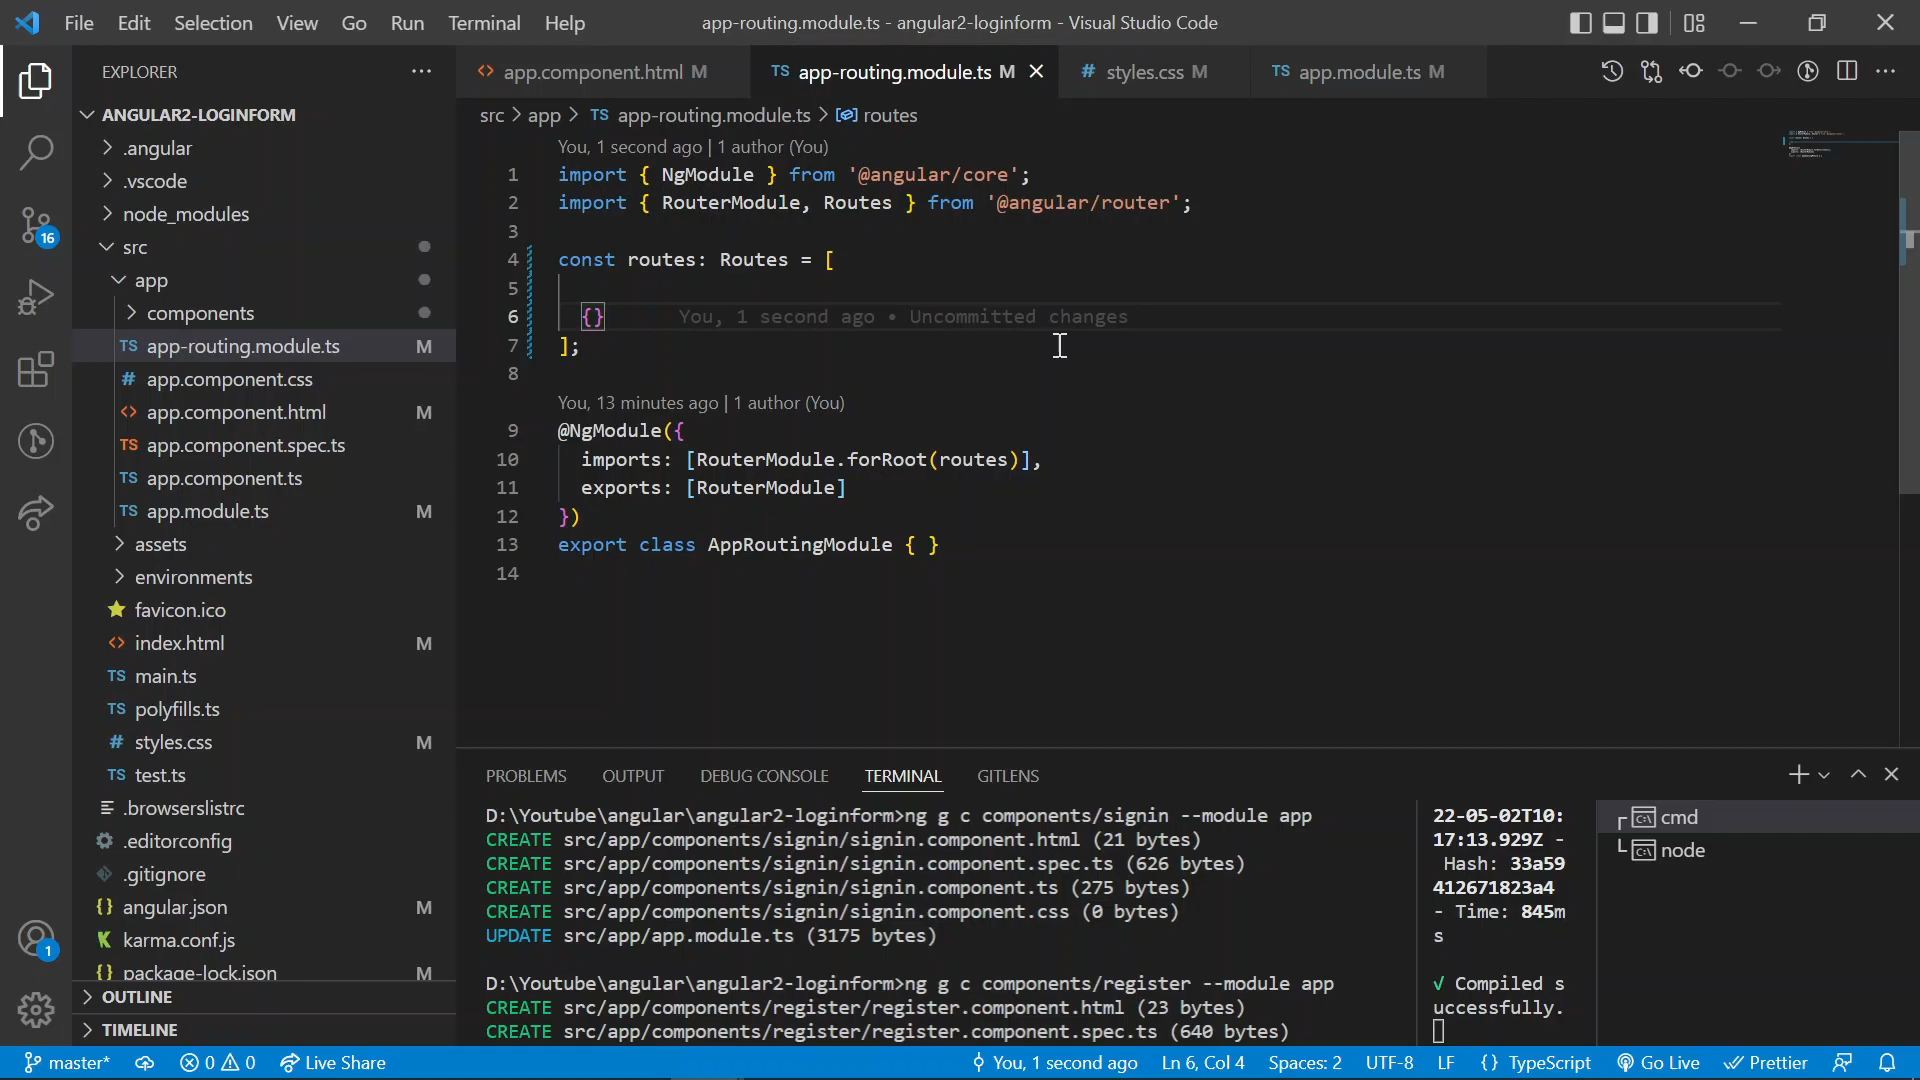 File Edit Selection View Go Run Terminal Help
app-routing.module.ts - angular2-loginform - Visual Studio Code
EXPLORER
ANGULAR2-LOGINFORM
.angular
.vscode
node_modules
src
app
components
TS app-routing.module.ts M
# app.component.css
<> app.component.html M
TS app.component.spec.ts
TS app.component.ts
TS app.module.ts M
assets
environments
favicon.ico
<> index.html M
TS main.ts
TS polyfills.ts
# styles.css M
TS test.ts
.browserslistrc
.editorconfig
.gitignore
{} angular.json M
K karma.conf.js
{} package-lock.json M
OUTLINE
TIMELINE
16
1
<> app.component.html M
TS app-routing.module.ts M
# styles.css M
TS app.module.ts M
src > app > TS app-routing.module.ts > routes
You, 1 second ago | 1 author (You)
1 import { NgModule } from '@angular/core';
2 import { RouterModule, Routes } from '@angular/router';
3
4 const routes: Routes = [
5
6 {} You, 1 second ago • Uncommitted changes
7 ];
8
You, 13 minutes ago | 1 author (You)
9 @NgModule({
10 imports: [RouterModule.forRoot(routes)],
11 exports: [RouterModule]
12 })
13 export class AppRoutingModule { }
14
PROBLEMS OUTPUT DEBUG CONSOLE TERMINAL GITLENS
D:\Youtube\angular\angular2-loginform>ng g c components/signin --module app
CREATE src/app/components/signin/signin.component.html (21 bytes)
CREATE src/app/components/signin/signin.component.spec.ts (626 bytes)
CREATE src/app/components/signin/signin.component.ts (275 bytes)
CREATE src/app/components/signin/signin.component.css (0 bytes)
UPDATE src/app/app.module.ts (3175 bytes)
D:\Youtube\angular\angular2-loginform>ng g c components/register --module app
CREATE src/app/components/register/register.component.html (23 bytes)
CREATE src/app/components/register/register.component.spec.ts (640 bytes)
22-05-02T10:
17:13.929Z -
Hash: 33a59
412671823a4
- Time: 845m
s
√ Compiled s
uccessfully.
cmd
node
master* 0 0 Live Share You, 1 second ago Ln 6, Col 4 Spaces: 2 UTF-8 LF {} TypeScript Go Live Prettier